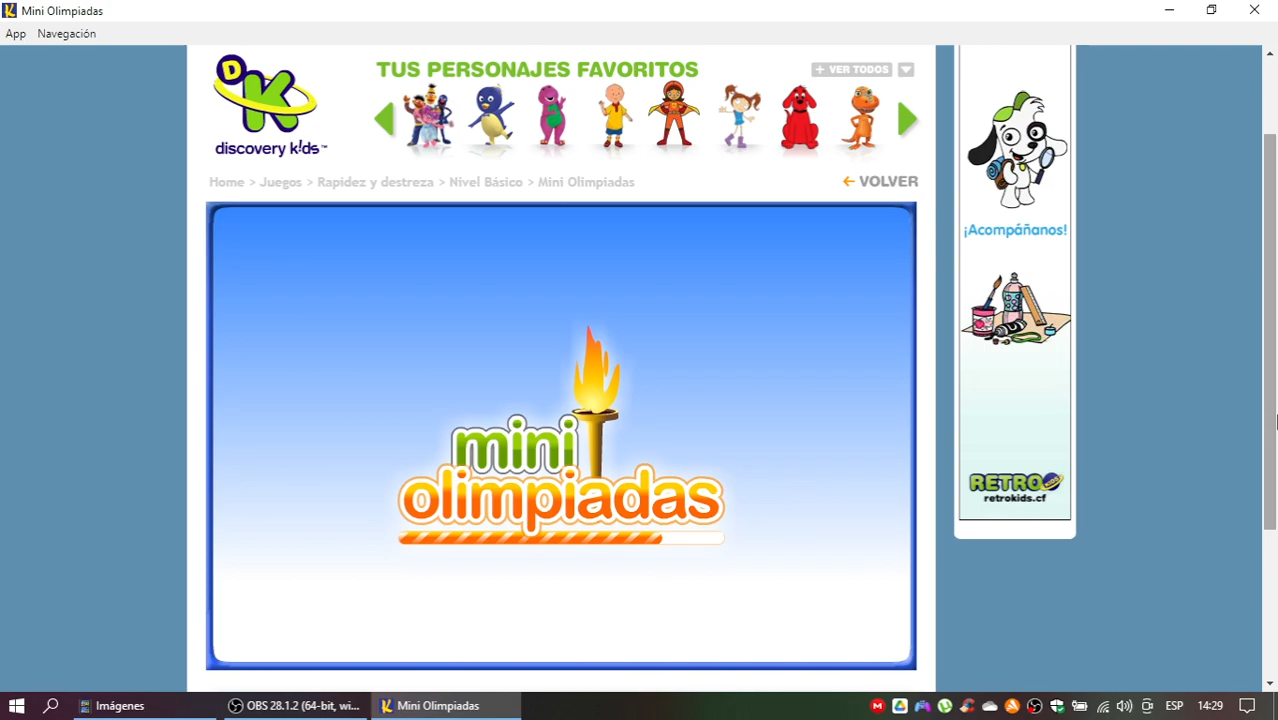 Mini Olimpiadas
App Navegación
D
K
discovery k!ds™
TUS PERSONAJES FAVORITOS
+ VER TODOS
Home > Juegos > Rapidez y destreza > Nivel Básico > Mini Olimpiadas
← VOLVER
mini
olimpiadas
¡Acompáñanos!
RETRO
retrokids.cf
Imágenes
OBS 28.1.2 (64-bit, wi...
Mini Olimpiadas
ESP
14:29